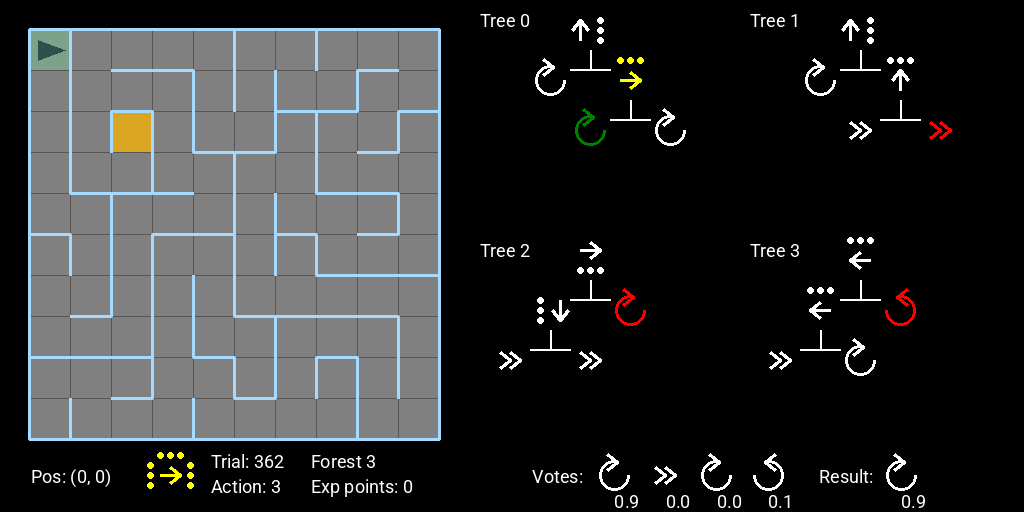 Tree 0
Tree 1
Tree 2
Tree 3
Pos: (0, 0)
Trial: 362
Forest 3
Action: 3
Exp points: 0
Votes:
Result:
0.9
0.0
0.0
0.1
0.9